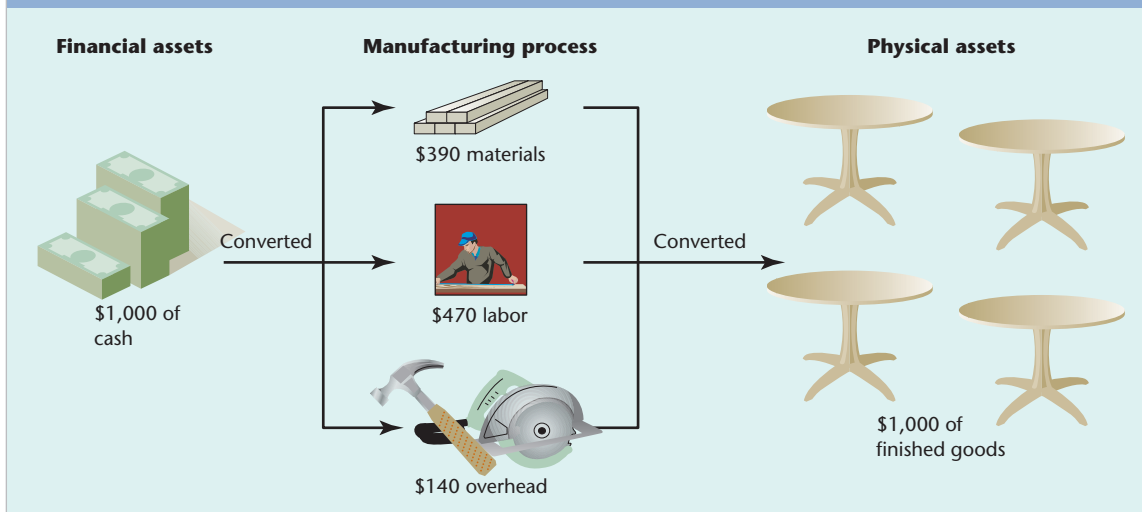 Financial assets
Manufacturing process
Physical assets
$390 materials
Converted
Converted
$1,000 of
cash
$470 labor
$1,000 of
finished goods
$140 overhead